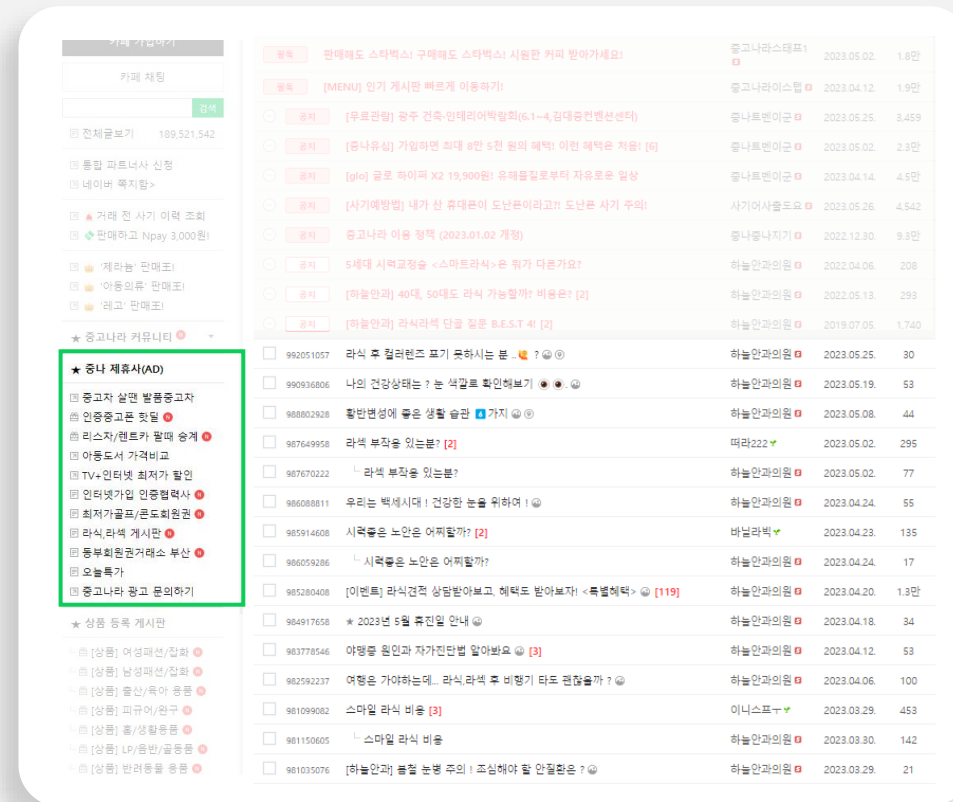 카페 가입하기
카페 채팅
검색
전체글보기 189,521,542
통합 파트너사 신청
네이버 쪽지함>
거래 전 사기 이력 조회
판매하고 Npay 3,000원!
'제라늄' 판매포!
'아동의류' 판매포!
'레고' 판매포!
★ 중고나라 커뮤니티 N
★ 중나 제휴사(AD)
중고차 살땐 발품중고차
인증중고폰 핫딜 N
리스차/렌트카 팔때 승계 N
아동도서 가격비교
TV+인터넷 최저가 할인
인터넷가입 인증협력사 N
최저가골프/콘도회원권 N
라식,라섹 게시판 N
동부회원권거래소 부산 N
오늘특가
중고나라 광고 문의하기
★ 상품 등록 게시판
[상품] 여성패션/잡화 N
[상품] 남성패션/잡화 N
[상품] 출산/육아 용품 N
[상품] 피규어/완구 N
[상품] 홈/생활용품 N
[상품] LP/음반/골동품 N
[상품] 반려동물 용품 N
필독 판매해도 스타벅스! 구매해도 스타벅스! 시원한 커피 받아가세요! 중고나라스태프1 2023.05.02. 1.8만
필독 [MENU] 인기 게시판 빠르게 이동하기! 중고나라이스탭 2023.04.12. 1.9만
공지 [무료관람] 광주 건축·인테리어박람회(6.1~4,김대중컨벤션센터) 중나트멘이군 2023.05.25. 3,459
공지 [중나유심] 가입하면 최대 8만 5천 원의 혜택! 이런 혜택은 처음! [6] 중나트멘이군 2023.05.02. 2.3만
공지 [glo] 글로 하이퍼 X2 19,900원! 유해물질로부터 자유로운 일상 중나트멘이군 2023.04.14. 4.5만
공지 [사기예방법] 내가 산 휴대폰이 도난폰이라고?! 도난폰 사기 주의! 사기어사출도요 2023.05.26. 4,542
공지 중고나라 이용 정책 (2023.01.02 개정) 중나중나지기 2022.12.30. 9.3만
공지 5세대 시력교정술 <스마트라식>은 뭐가 다른가요? 하늘안과의원 2022.04.06. 208
공지 [하늘안과] 40대, 50대도 라식 가능할까? 비용은? [2] 하늘안과의원 2022.05.13. 293
공지 [하늘안과] 라식라섹 단골 질문 B.E.S.T 4! [2] 하늘안과의원 2019.07.05. 1,740
992051057 라식 후 컬러렌즈 포기 못하시는 분 .. ? 하늘안과의원 2023.05.25. 30
990936806 나의 건강상태는 ? 눈 색깔로 확인해보기 . 하늘안과의원 2023.05.19. 53
988802928 황반변성에 좋은 생활 습관 가지 하늘안과의원 2023.05.08. 44
987649958 라섹 부작용 있는분? [2] 떠라222 2023.05.02. 295
987670222 └ 라섹 부작용 있는분? 하늘안과의원 2023.05.02. 77
986088811 우리는 백세시대 ! 건강한 눈을 위하여 ! 하늘안과의원 2023.04.24. 55
985914608 시력좋은 노안은 어찌할까? [2] 바닐라빅 2023.04.23. 135
986059286 └ 시력좋은 노안은 어찌할까? 하늘안과의원 2023.04.24. 17
985280408 [이벤트] 라식견적 상담받아보고, 혜택도 받아보자! <특별혜택> [119] 하늘안과의원 2023.04.20. 1.3만
984917658 ★ 2023년 5월 휴진일 안내 하늘안과의원 2023.04.18. 34
983778546 야맹증 원인과 자가진단법 알아봐요 [3] 하늘안과의원 2023.04.12. 53
982592237 여행은 가야하는데... 라식,라섹 후 비행기 타도 괜찮을까 ? 하늘안과의원 2023.04.06. 100
981099082 스마일 라식 비용 [3] 이니스프ㅜ 2023.03.29. 453
981150605 └ 스마일 라식 비용 하늘안과의원 2023.03.30. 142
981035076 [하늘안과] 봄철 눈병 주의 ! 조심해야 할 안질환은 ? 하늘안과의원 2023.03.29. 21